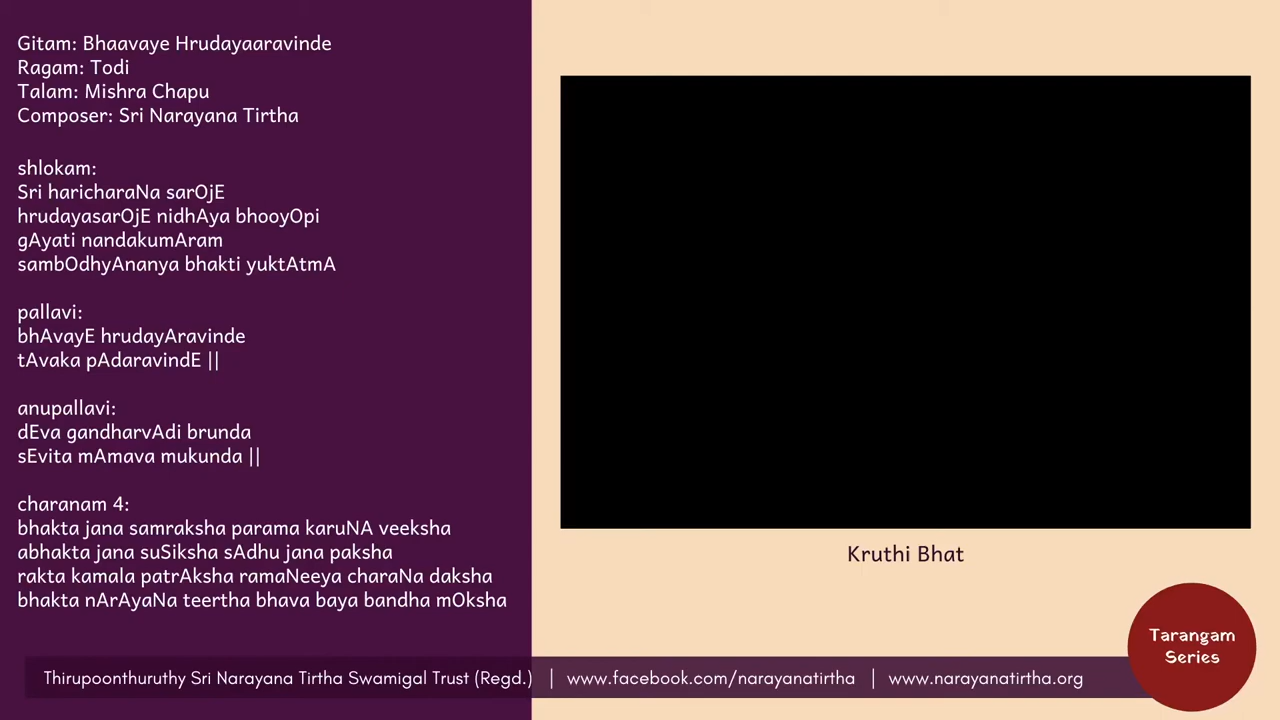 Gitam: Bhaavaye Hrudayaaravinde
Ragam: Todi
Talam: Mishra Chapu
Composer: Sri Narayana Tirtha
shlokam:
Sri haricharaNa sarOjE
hrudayasarOjE nidhAya bhooyOpi
gAyati nandakumAram
sambOdhyAnanya bhakti yuktAtmA
pallavi:
bhAvayE hrudayAravinde
tAvaka pAdaravindE ||
anupallavi:
dEva gandharvAdi brunda
sEvita mAmava mukunda ||
charanam 4:
bhakta jana samraksha parama karuNA veeksha
abhakta jana suSiksha sAdhu jana paksha
rakta kamala patrAksha ramaNeeya charaNa daksha
bhakta nArAyaNa teertha bhava baya bandha mOksha
Kruthi Bhat
Tarangam
Series
Thirupoonthuruthy Sri Narayana Tirtha Swamigal Trust (Regd.) | www.facebook.com/narayanatirtha | www.narayanatirtha.org